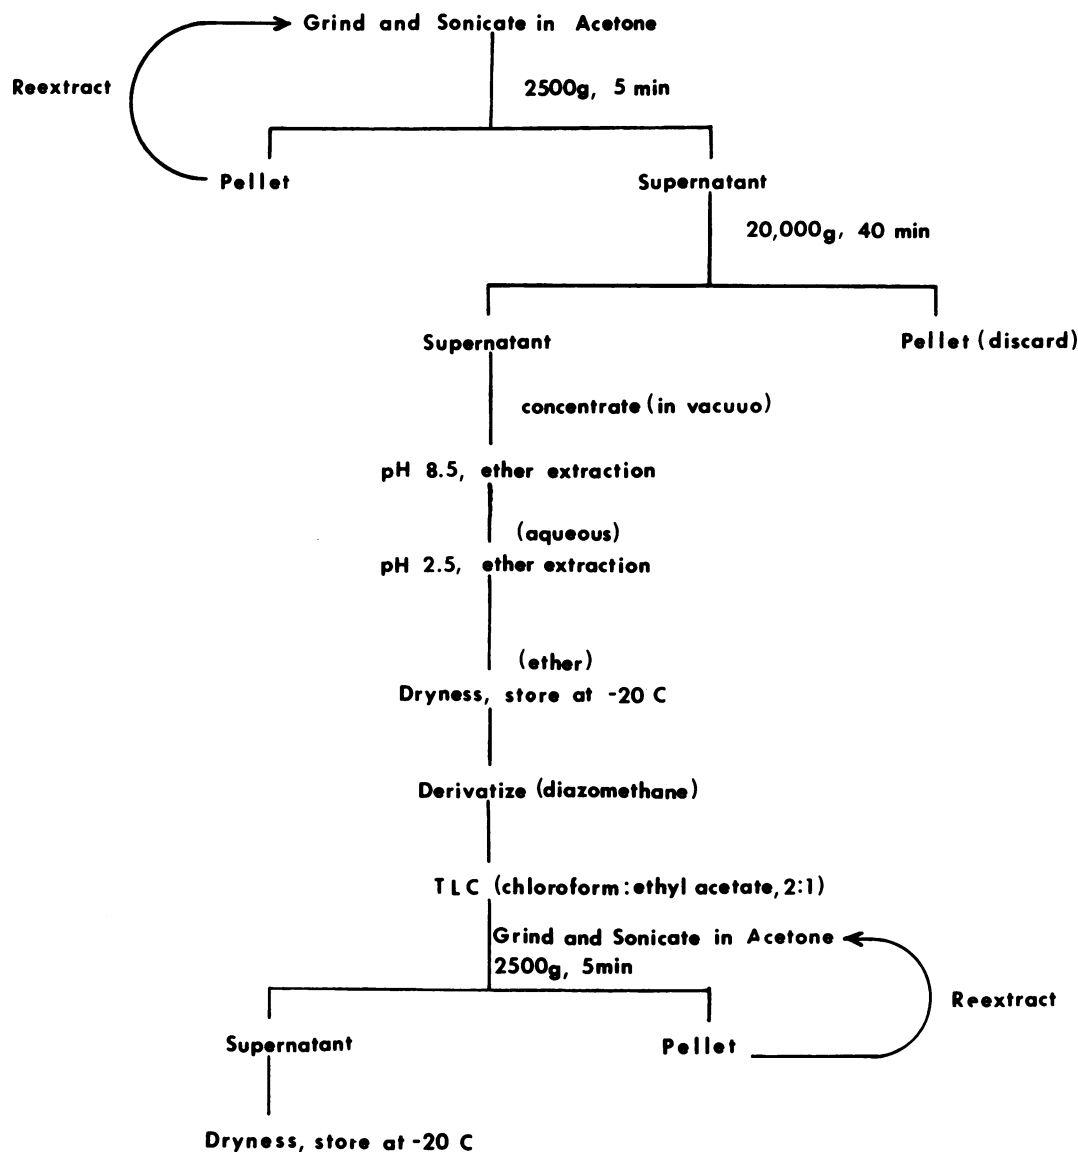 Grind and Sonicate in Acetone
Reextract
2500g, 5 min
Pellet
Supernatant
20,000g, 40 min
Supernatant
Pellet (discard)
concentrate (in vacuuo)
pH 8.5, ether extraction
(aqueous)
pH 2.5, ether extraction
(ether)
Dryness, store at -20 C
Derivatize (diazomethane)
TLC (chloroform:ethyl acetate, 2:1)
Grind and Sonicate in Acetone
2500g, 5min
Reextract
Supernatant
Pellet
Dryness, store at -20 C